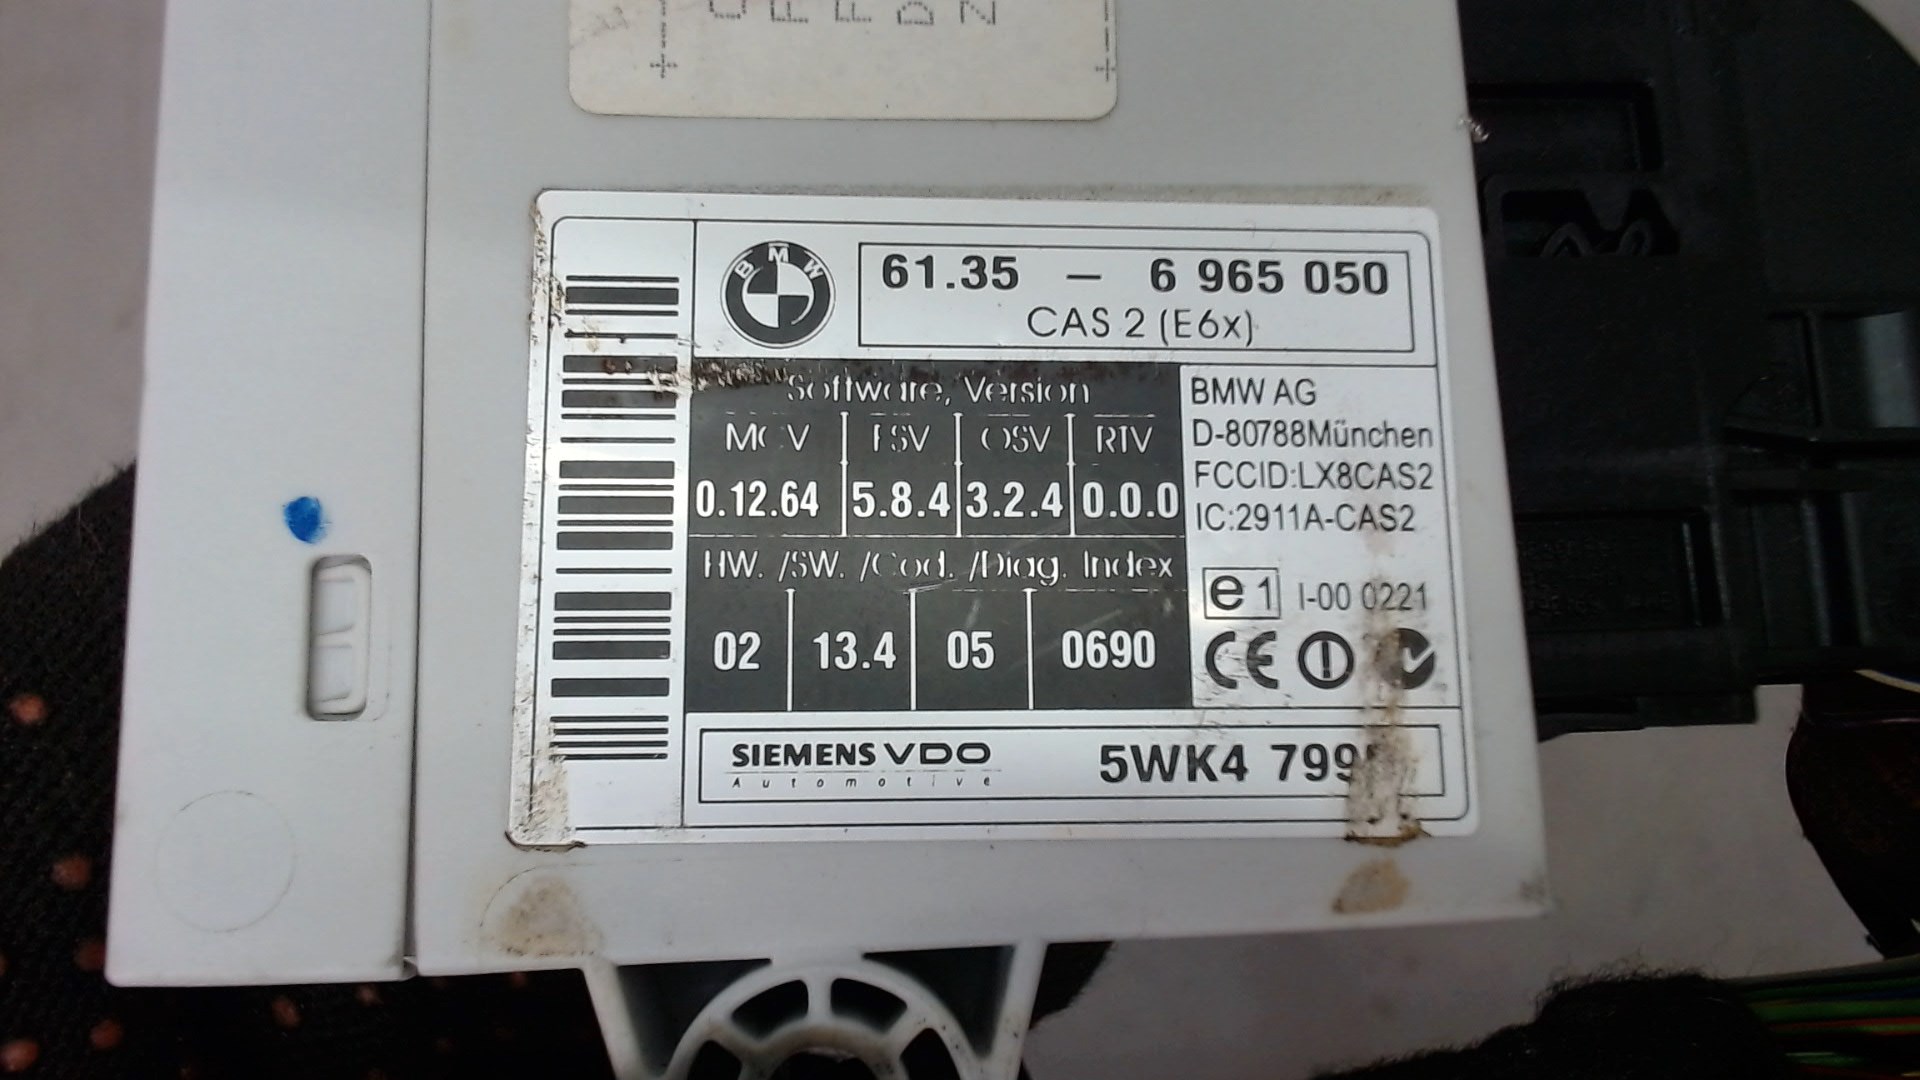 BMW
61.35 - 6 965 050
CAS 2 (E6x)
Software, Version
MCV FSV OSV RTV
0.12.64 5.8.4 3.2.4 0.0.0
HW. /SW. /Cod. /Diag. Index
02 13.4 05 0690
BMW AG
D-80788München
FCCID:LX8CAS2
IC:2911A-CAS2
e1 I-00 0221
CE
SIEMENS VDO
Automotive
5WK4